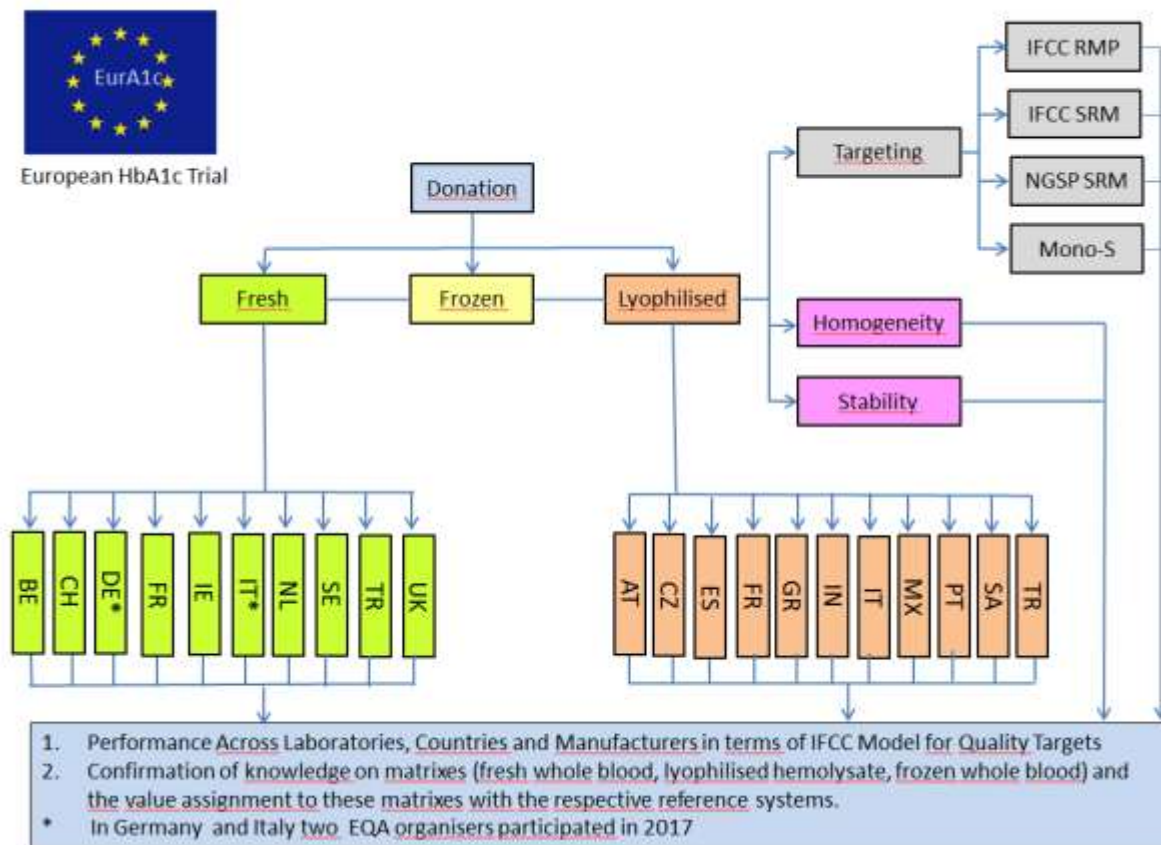 EurA1c
European HbA1c Trial
IFCC RMP
IFCC SRM
Targeting
NGSP SRM
Donation
Mono-S
Fresh
Frozen
Lyophilised
Homogeneity
Stability
BE
CH
DE*
FR
IE
IT*
NL
SE
TR
UK
AT
CZ
ES
FR
GR
IN
IT
MX
PT
SA
TR
1. Performance Across Laboratories, Countries and Manufacturers in terms of IFCC Model for Quality Targets
2. Confirmation of knowledge on matrixes (fresh whole blood, lyophilised hemolysate, frozen whole blood) and
the value assignment to these matrixes with the respective reference systems.
* In Germany and Italy two EQA organisers participated in 2017